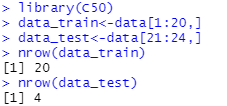 > library(C50)
> data_train<-data[1:20,]
> data_test<-data[21:24,]
> nrow(data_train)
[1] 20
> nrow(data_test)
[1] 4